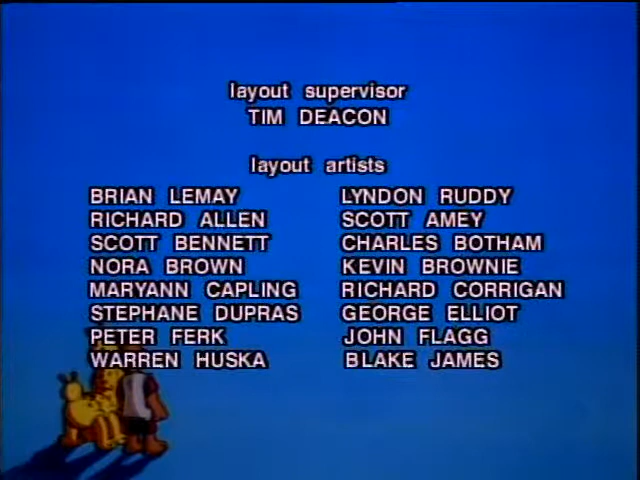 layout supervisor
TIM DEACON
layout artists
BRIAN LEMAY LYNDON RUDDY
RICHARD ALLEN SCOTT AMEY
SCOTT BENNETT CHARLES BOTHAM
NORA BROWN KEVIN BROWNIE
MARYANN CAPLING RICHARD CORRIGAN
STEPHANE DUPRAS GEORGE ELLIOT
PETER FERK JOHN FLAGG
WARREN HUSKA BLAKE JAMES